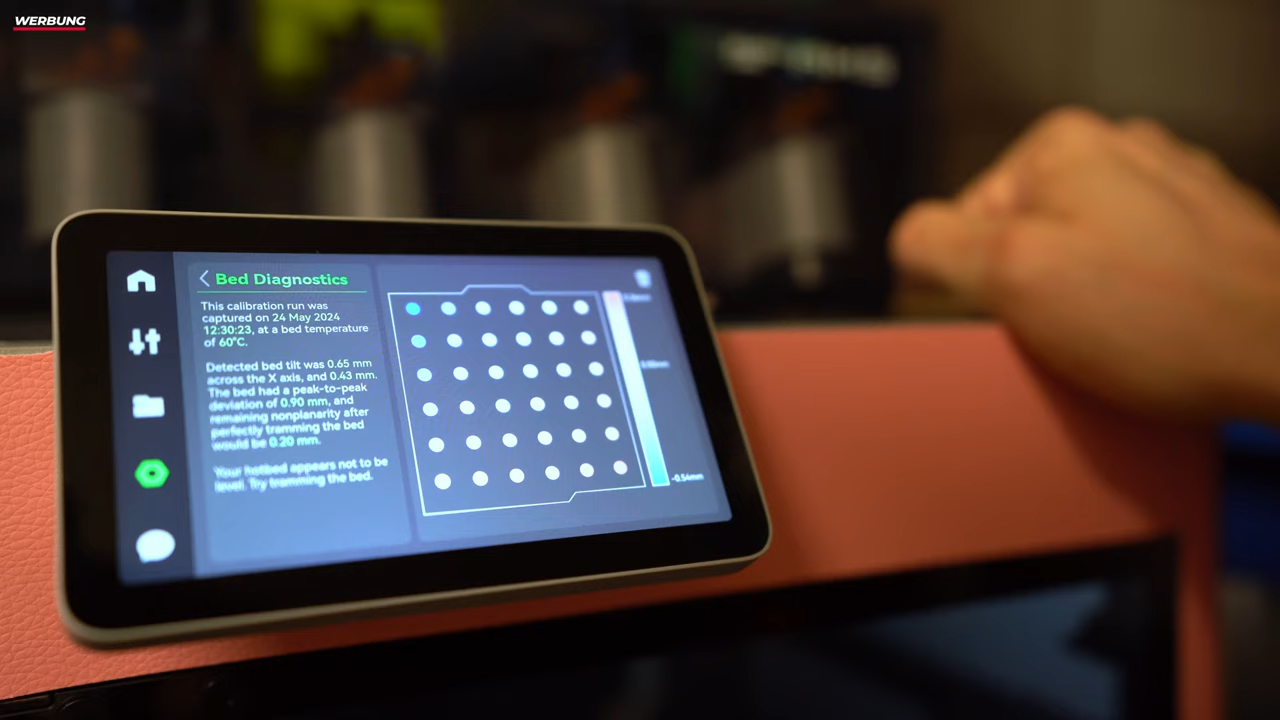 WERBUNG
Bed Diagnostics
This calibration run was
captured on 24 May 2024
12:30:23, at a bed temperature
of 60°C.
Detected bed tilt was 0.65 mm
across the X axis, and 0.43 mm.
The bed had a peak-to-peak
deviation of 0.90 mm, and
remaining nonplanarity after
perfectly tramming the bed
would be 0.20 mm.
Your hotbed appears not to be
level. Try tramming the bed.
-0.54mm